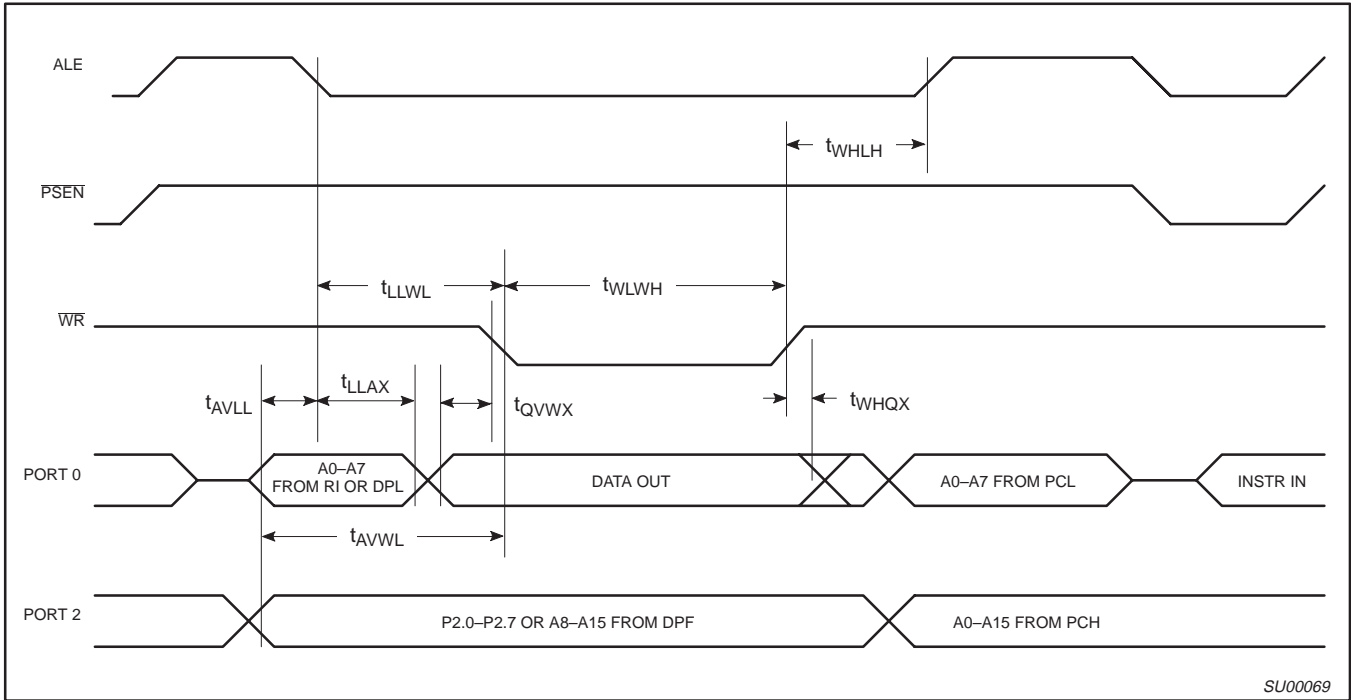 ALE
tWHLH
PSEN
tLLWL
tWLWH
WR
tLLAX
tAVLL
tQVWX
tWHQX
PORT 0
A0–A7
FROM RI OR DPL
DATA OUT
A0–A7 FROM PCL
INSTR IN
tAVWL
PORT 2
P2.0–P2.7 OR A8–A15 FROM DPF
A0–A15 FROM PCH
SU00069